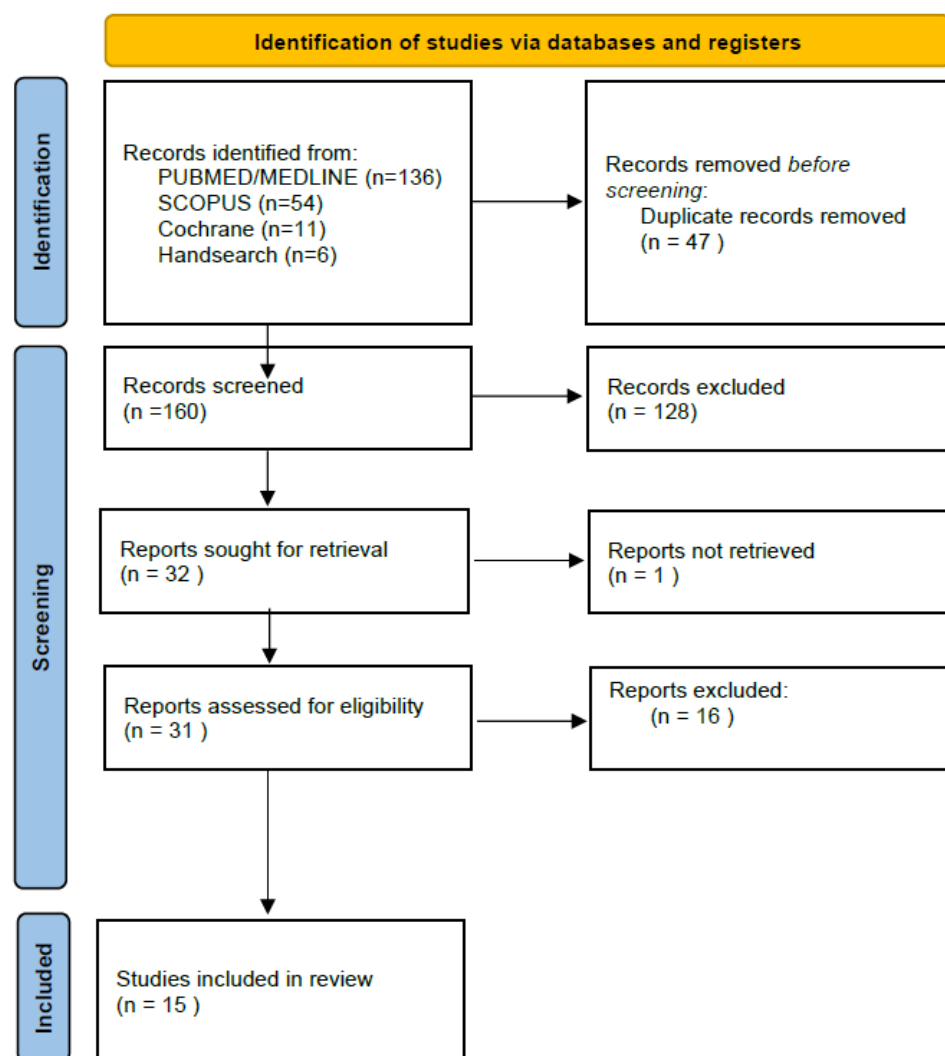 Identification of studies via databases and registers
Identification
Records identified from:
PUBMED/MEDLINE (n=136)
SCOPUS (n=54)
Cochrane (n=11)
Handsearch (n=6)
Records removed before
screening:
Duplicate records removed
(n = 47 )
Screening
Records screened
(n =160)
Records excluded
(n = 128)
Reports sought for retrieval
(n = 32 )
Reports not retrieved
(n = 1 )
Reports assessed for eligibility
(n = 31 )
Reports excluded:
(n = 16 )
Included
Studies included in review
(n = 15 )